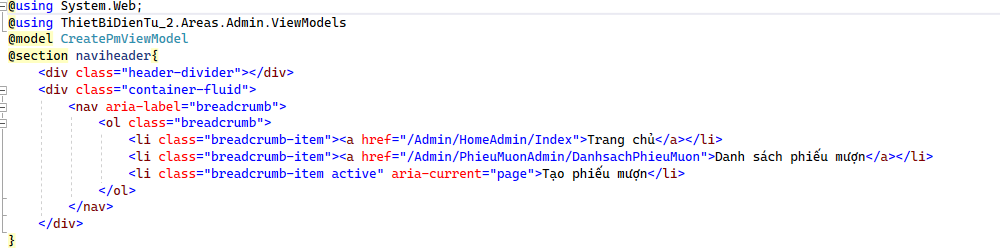 @using System.Web;
@using ThietBiDienTu_2.Areas.Admin.ViewModels
@model CreatePmViewModel
@section naviheader{
    <div class="header-divider"></div>
    <div class="container-fluid">
        <nav aria-label="breadcrumb">
            <ol class="breadcrumb">
                <li class="breadcrumb-item"><a href="/Admin/HomeAdmin/Index">Trang chủ</a></li>
                <li class="breadcrumb-item"><a href="/Admin/PhieuMuonAdmin/DanhsachPhieuMuon">Danh sách phiếu mượn</a></li>
                <li class="breadcrumb-item active" aria-current="page">Tạo phiếu mượn</li>
            </ol>
        </nav>
    </div>
}